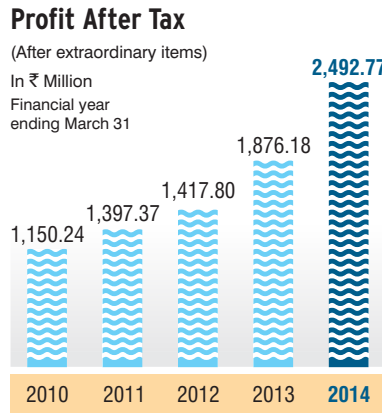 Profit After Tax
(After extraordinary items)
In ₹ Million
Financial year
ending March 31
2,492.77
1,876.18
1,417.80
1,397.37
1,150.24
2010 2011 2012 2013 2014